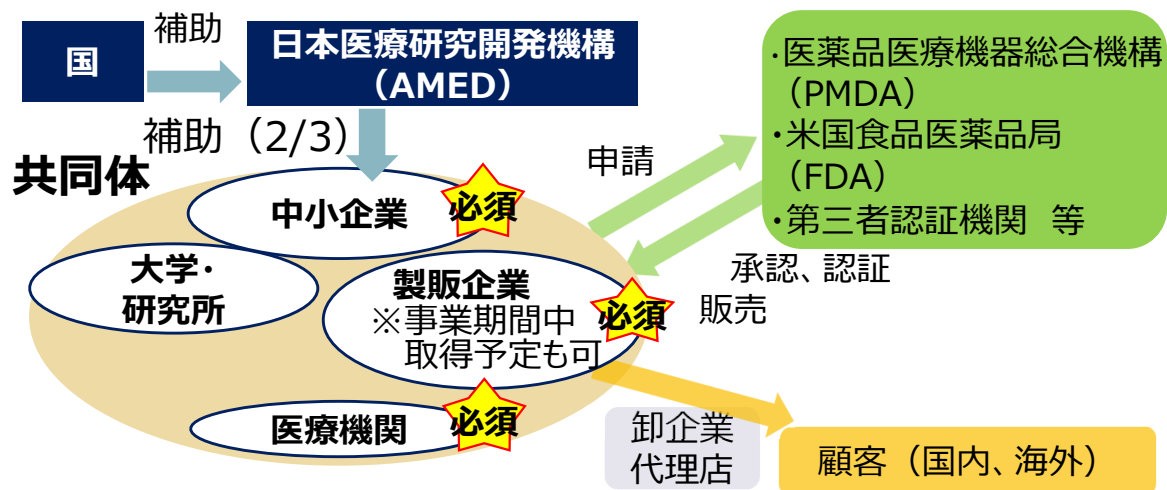 国
補助
日本医療研究開発機構
（AMED）
補助（2/3）
共同体
中小企業
必須
大学・
研究所
製販企業
※事業期間中
取得予定も可
必須
医療機関
必須
申請
承認、認証
・医薬品医療機器総合機構
（PMDA）
・米国食品医薬品局
（FDA）
・第三者認証機関　等
販売
卸企業
代理店
顧客（国内、海外）